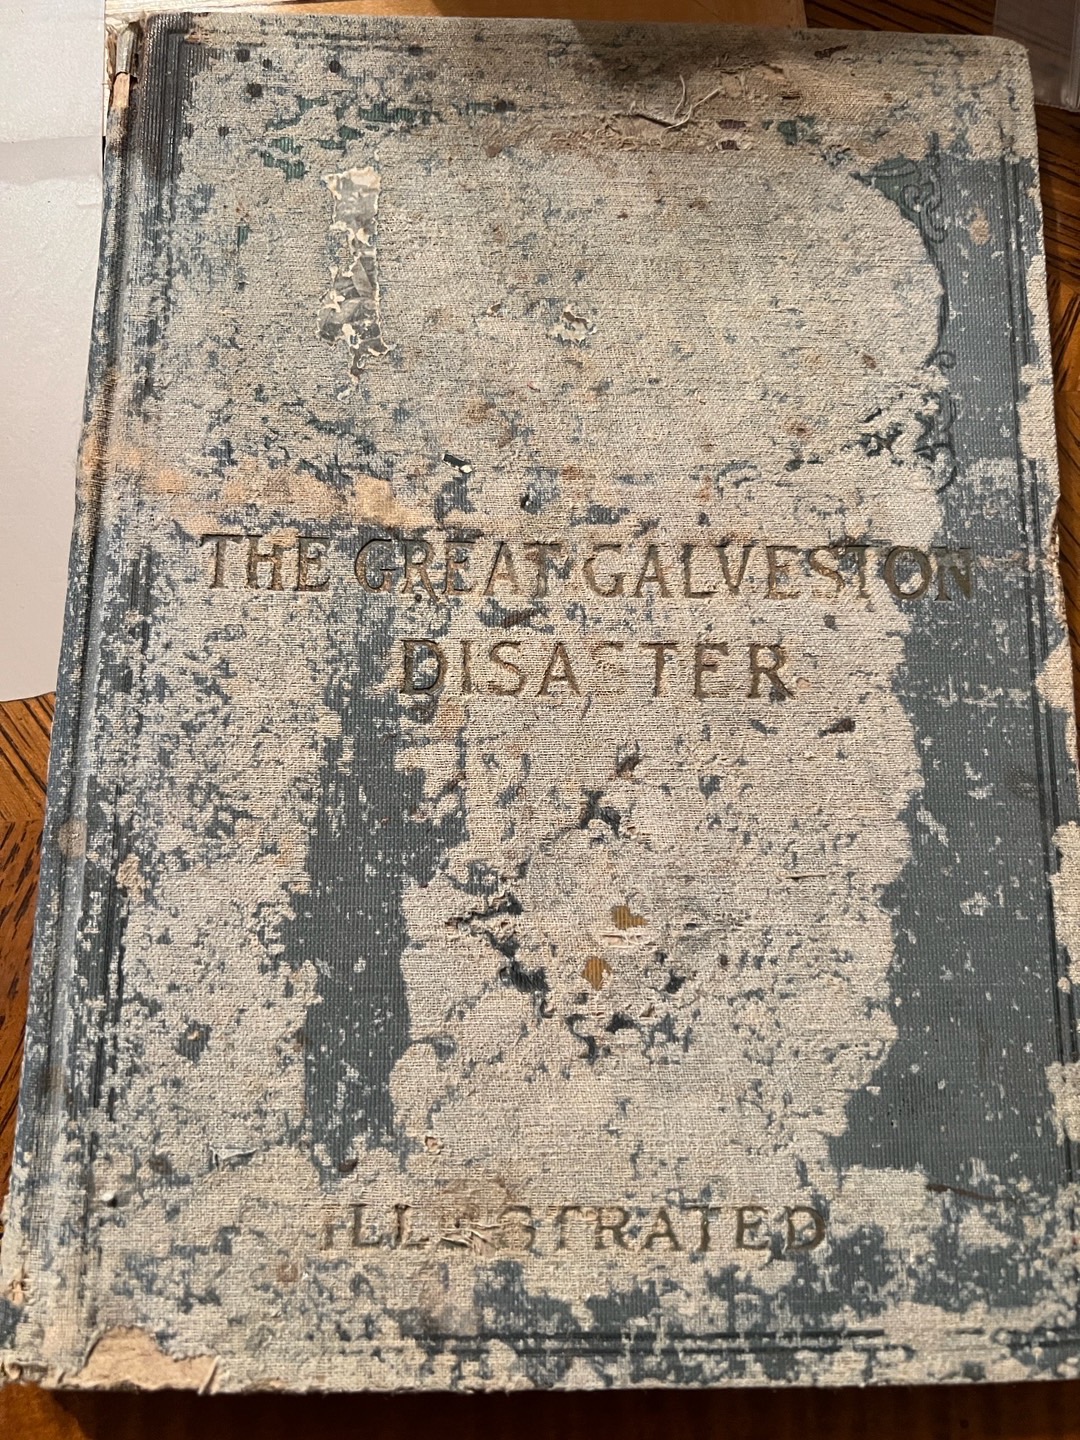 THE GREAT GALVESTON
DISASTER
ILLUSTRATED